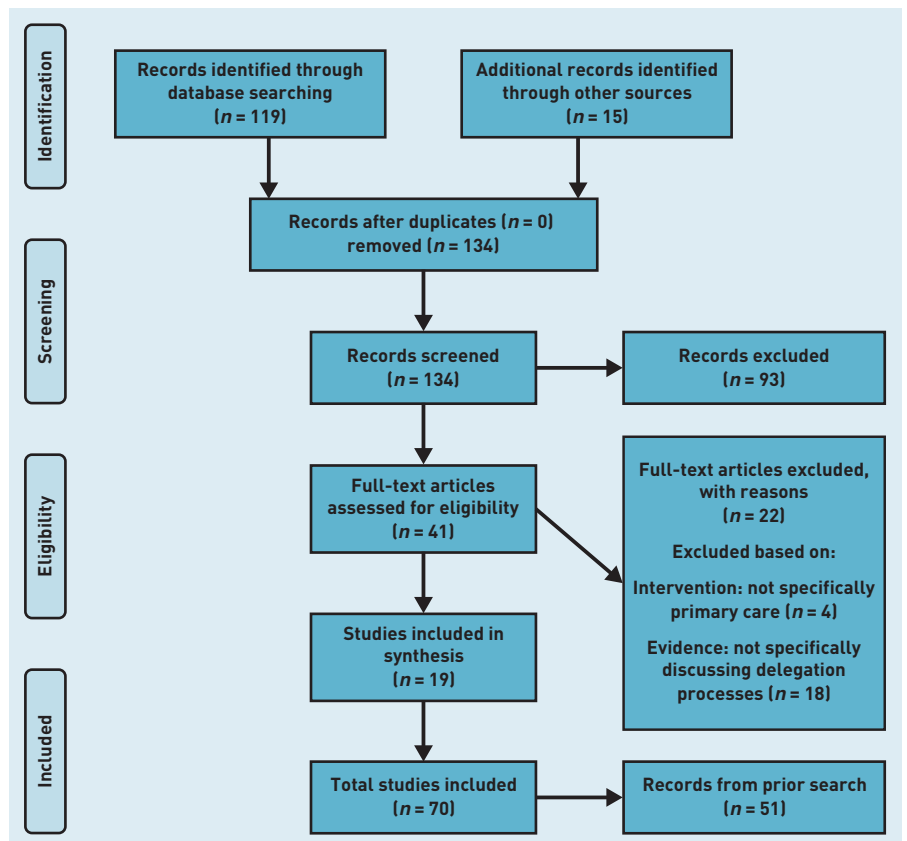 Identification
Records identified through
database searching
(n = 119)
Additional records identified
through other sources
(n = 15)
Records after duplicates (n = 0)
removed (n = 134)
Screening
Records screened
(n = 134)
Records excluded
(n = 93)
Eligibility
Full-text articles
assessed for eligibility
(n = 41)
Full-text articles excluded,
with reasons
(n = 22)
Excluded based on:
Intervention: not specifically
primary care (n = 4)
Evidence: not specifically
discussing delegation
processes (n = 18)
Studies included in
synthesis
(n = 19)
Included
Total studies included
(n = 70)
Records from prior search
(n = 51)